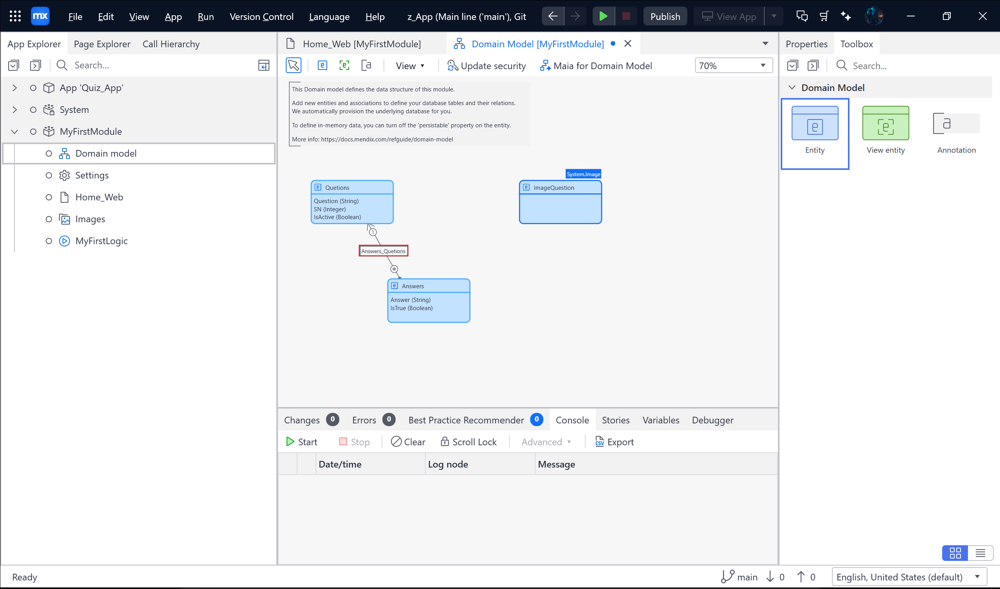 mx
File
Edit
View
App
Run
Version Control
Language
Help
z_App (Main line ('main'), Git
Publish
View App
App Explorer
Page Explorer
Call Hierarchy
Search...
App 'Quiz_App'
System
MyFirstModule
Domain model
Settings
Home_Web
Images
MyFirstLogic
Home_Web [MyFirstModule]
Domain Model [MyFirstModule]
e
e
a
View
Update security
Maia for Domain Model
70%
This Domain model defines the data structure of this module.
Add new entities and associations to define your database tables and their relations.
We automatically provision the underlying database for you.
To define in-memory data, you can turn off the 'persistable' property on the entity.
More info: https://docs.mendix.com/refguide/domain-model
System.Image
e Quetions
Question (String)
SN (Integer)
IsActive (Boolean)
e ImageQuestion
1
Answers_Quetions
*
e Answers
Answer (String)
IsTrue (Boolean)
Changes 0
Errors 0
Best Practice Recommender 0
Console
Stories
Variables
Debugger
Start
Stop
Clear
Scroll Lock
Advanced
CSV Export
Date/time
Log node
Message
Properties
Toolbox
Search...
Domain Model
e
Entity
e
View entity
a
Annotation
Ready
main
0
0
English, United States (default)